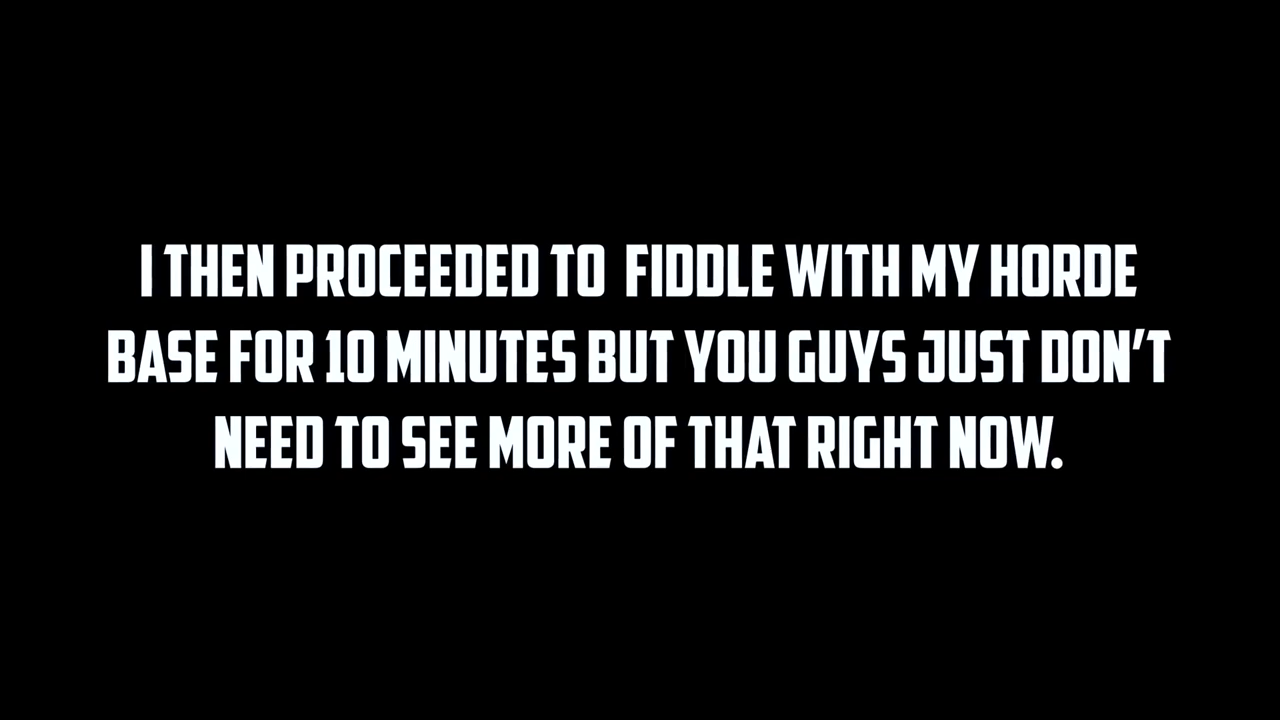 I THEN PROCEEDED TO FIDDLE WITH MY HORDE
BASE FOR 10 MINUTES BUT YOU GUYS JUST DON'T
NEED TO SEE MORE OF THAT RIGHT NOW.